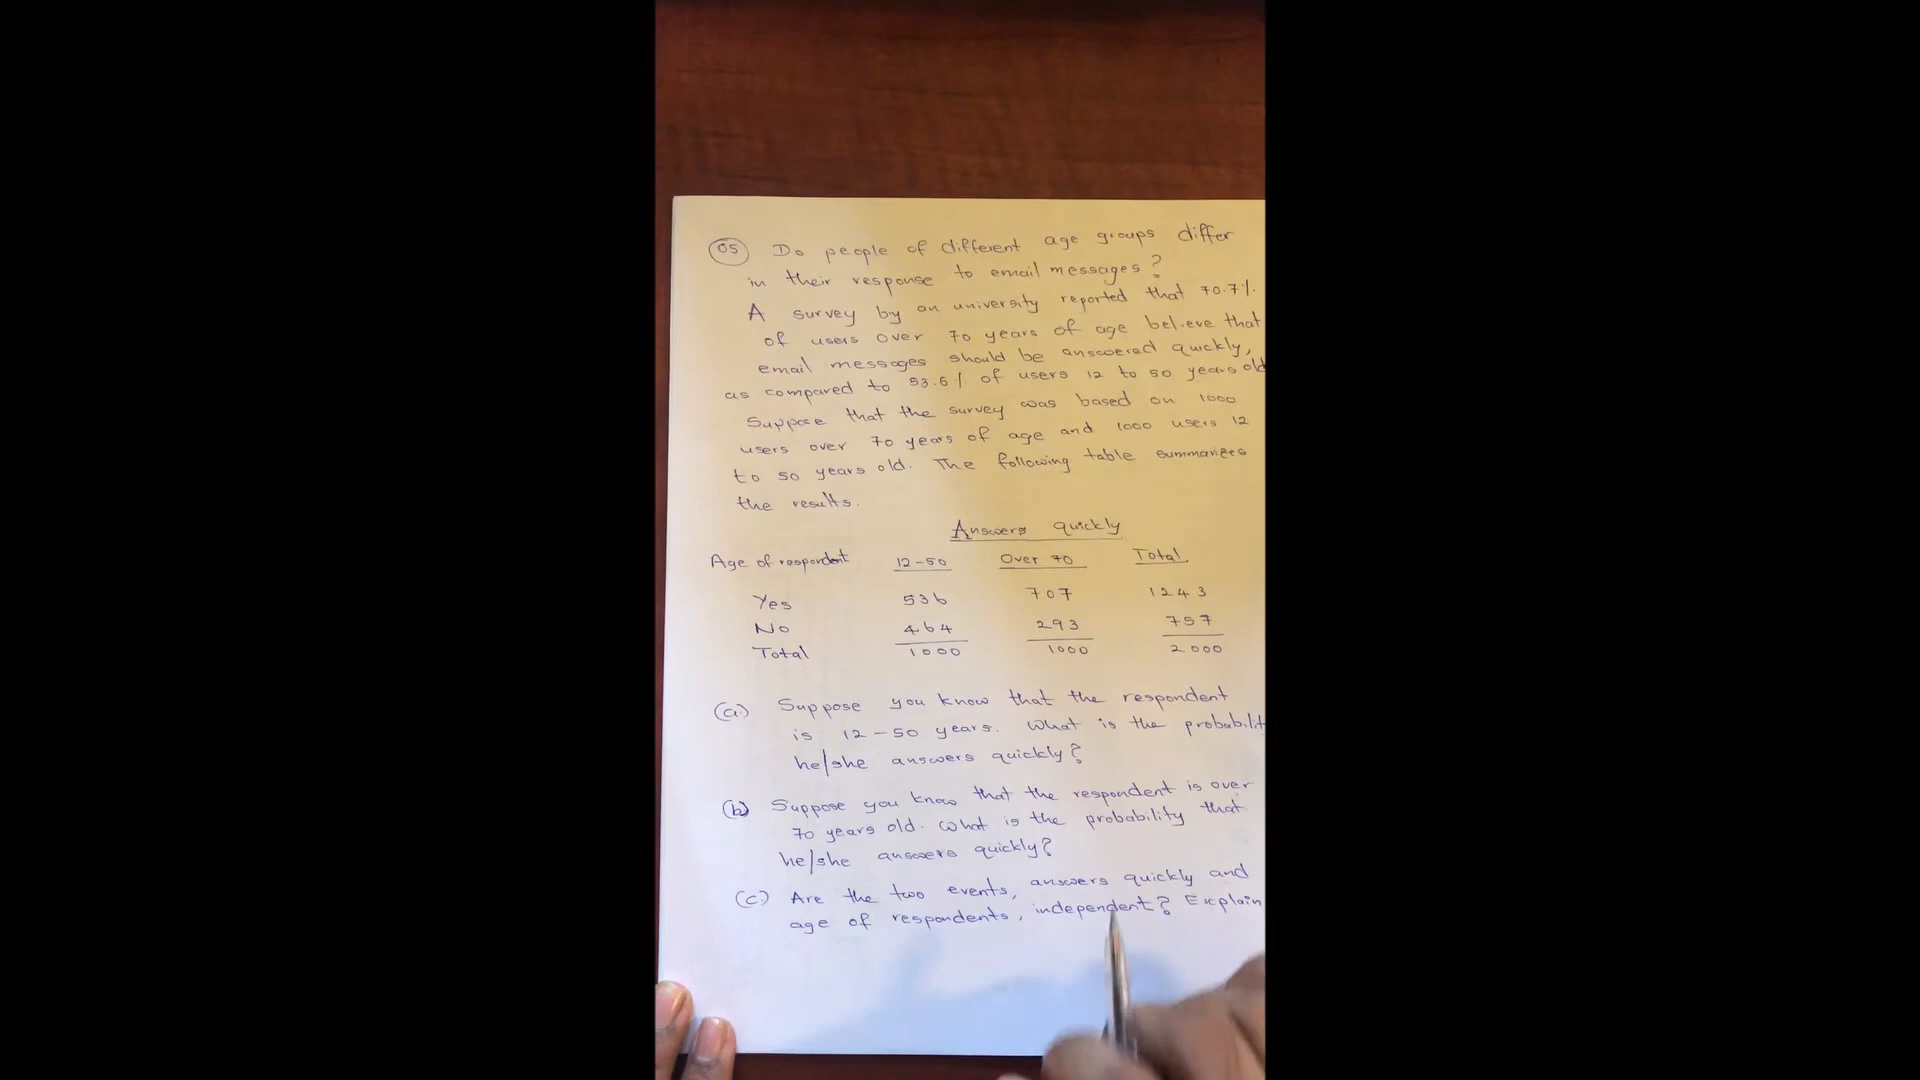 05 Do people of different age groups differ
in their response to email messages?
A survey by an university reported that 70.7%
of users over 70 years of age believe that
email messages should be answered quickly,
as compared to 53.6% of users 12 to 50 years old
Suppose that the survey was based on 1000
users over 70 years of age and 1000 users 12
to 50 years old. The following table summarizes
the results.
Answers quickly
Age of respondent 12-50 Over 70 Total
Yes 536 707 1243
No 464 293 757
Total 1000 1000 2000
(a) Suppose you know that the respondent
is 12-50 years. What is the probabilit
he/she answers quickly?
(b) Suppose you know that the respondent is over
70 years old. What is the probability that
he/she answers quickly?
(c) Are the two events, answers quickly and
age of respondents, independent? Explain